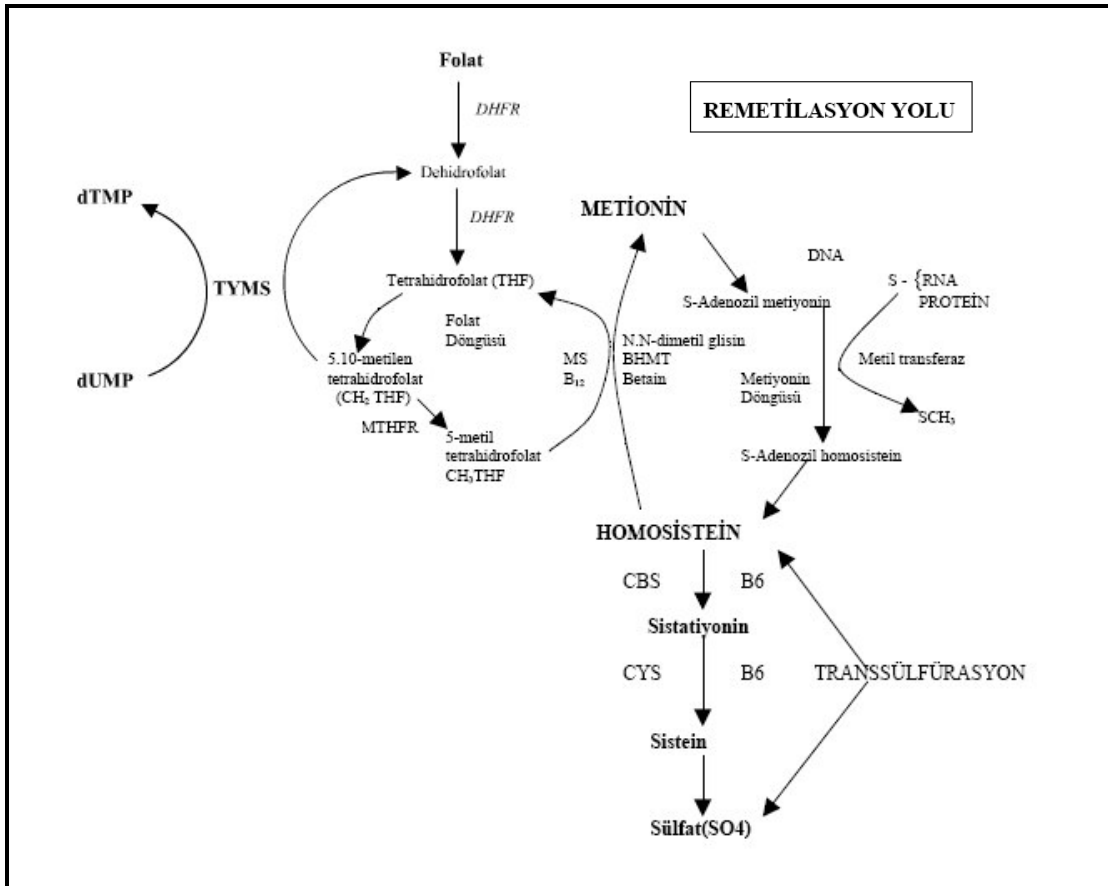 Folat
REMETİLASYON YOLU
DHFR
Dehidrofolat
dTMP
DHFR
METİONİN
DNA
Tetrahidrofolat (THF)
S - {RNA
PROTEİN
TYMS
S-Adenozil metiyonin
Folat
Döngüsü
N.N-dimetil glisin
BHMT
Betain
MS
B₁₂
5.10-metilen
tetrahidrofolat
(CH₂ THF)
Metil transferaz
dUMP
Metiyonin
Döngüsü
MTHFR
SCH₃
5-metil
tetrahidrofolat
CH₃THF
S-Adenozil homosistein
HOMOSİSTEİN
CBS
B6
Sistatiyonin
CYS
B6
TRANSSÜLFÜRASYON
Sistein
Sülfat(SO4)